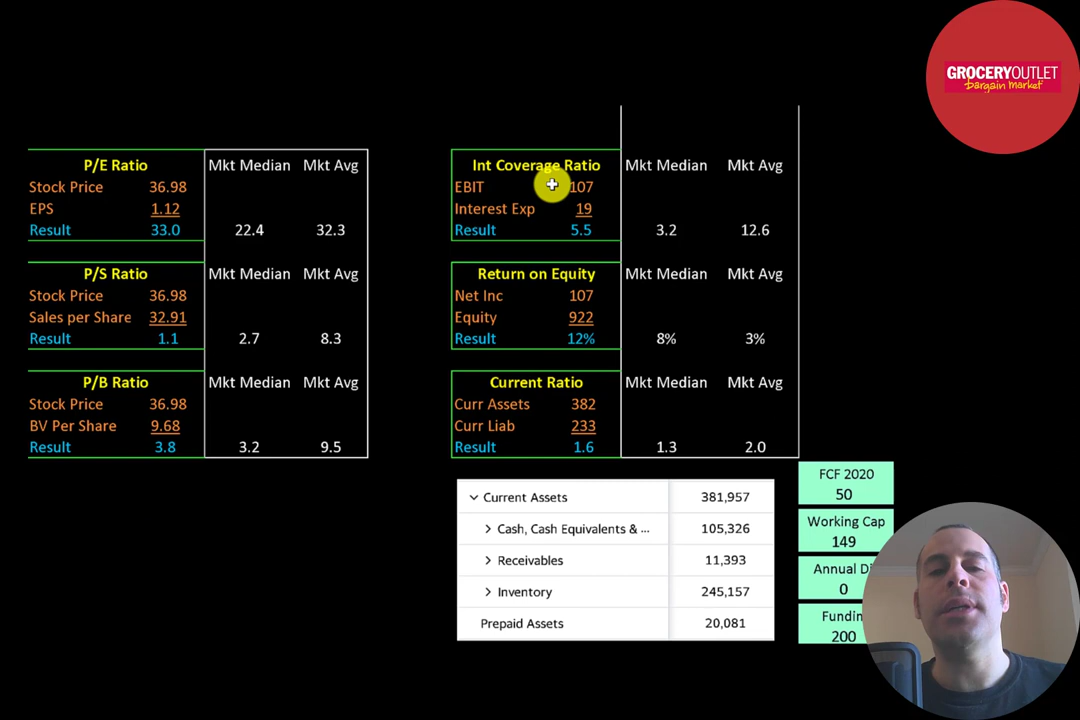 GROCERYOUTLET
bargain market
P/E Ratio Mkt Median Mkt Avg
Stock Price 36.98
EPS 1.12
Result 33.0 22.4 32.3
P/S Ratio Mkt Median Mkt Avg
Stock Price 36.98
Sales per Share 32.91
Result 1.1 2.7 8.3
P/B Ratio Mkt Median Mkt Avg
Stock Price 36.98
BV Per Share 9.68
Result 3.8 3.2 9.5
Int Coverage Ratio Mkt Median Mkt Avg
EBIT 107
Interest Exp 19
Result 5.5 3.2 12.6
Return on Equity Mkt Median Mkt Avg
Net Inc 107
Equity 922
Result 12% 8% 3%
Current Ratio Mkt Median Mkt Avg
Curr Assets 382
Curr Liab 233
Result 1.6 1.3 2.0
Current Assets 381,957
Cash, Cash Equivalents & ... 105,326
Receivables 11,393
Inventory 245,157
Prepaid Assets 20,081
FCF 2020
50
Working Cap
149
Annual Di
0
Fundin
200